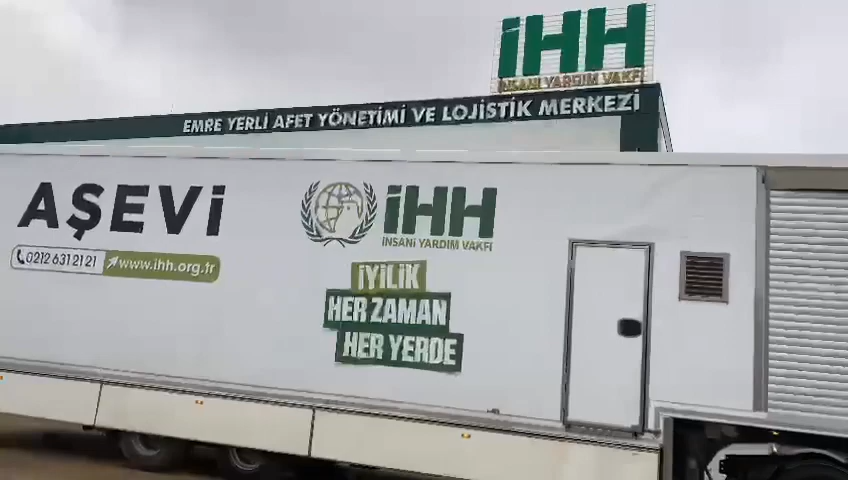 İHH
İNSANİ YARDIM VAKFI
EMRE YERLİ AFET YÖNETİMİ VE LOJİSTİK MERKEZİ
AŞEVİ
0212 631 21 21
www.ihh.org.tr
İHH
İNSANİ YARDIM VAKFI
İYİLİK
HER ZAMAN
HER YERDE